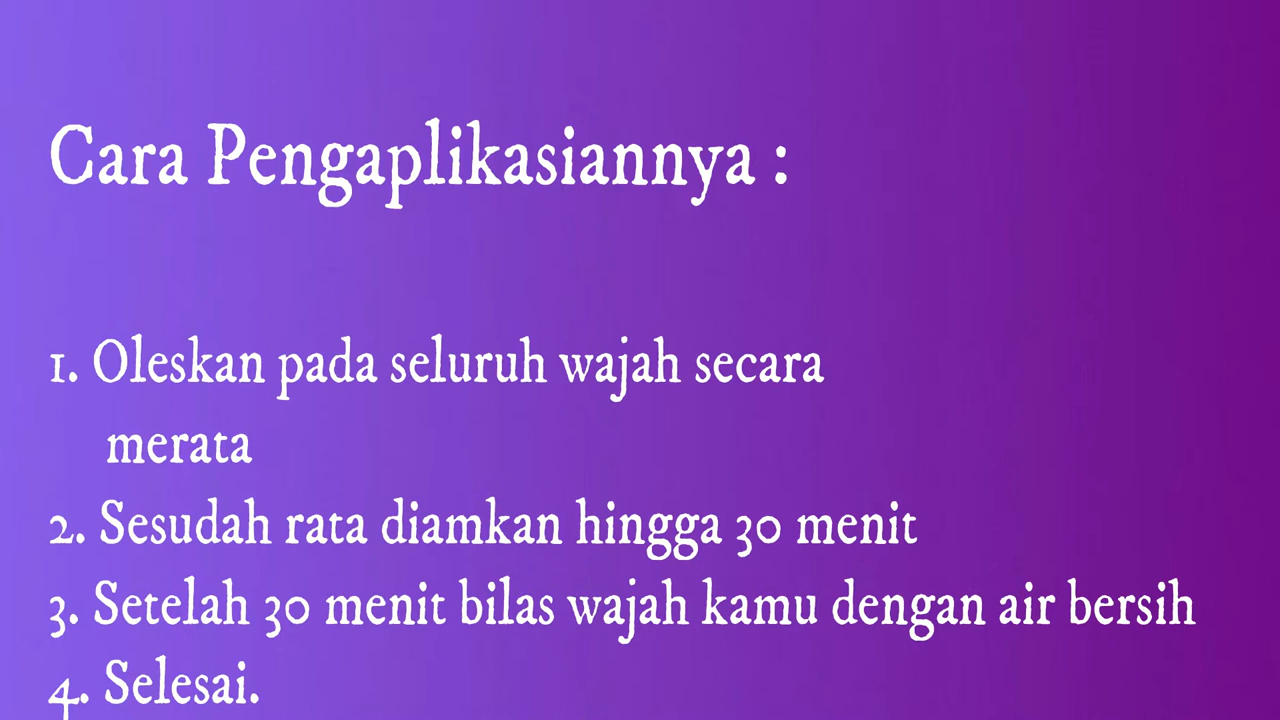 Cara Pengaplikasiannya :
1. Oleskan pada seluruh wajah secara
merata
2. Sesudah rata diamkan hingga 30 menit
3. Setelah 30 menit bilas wajah kamu dengan air bersih
4. Selesai.